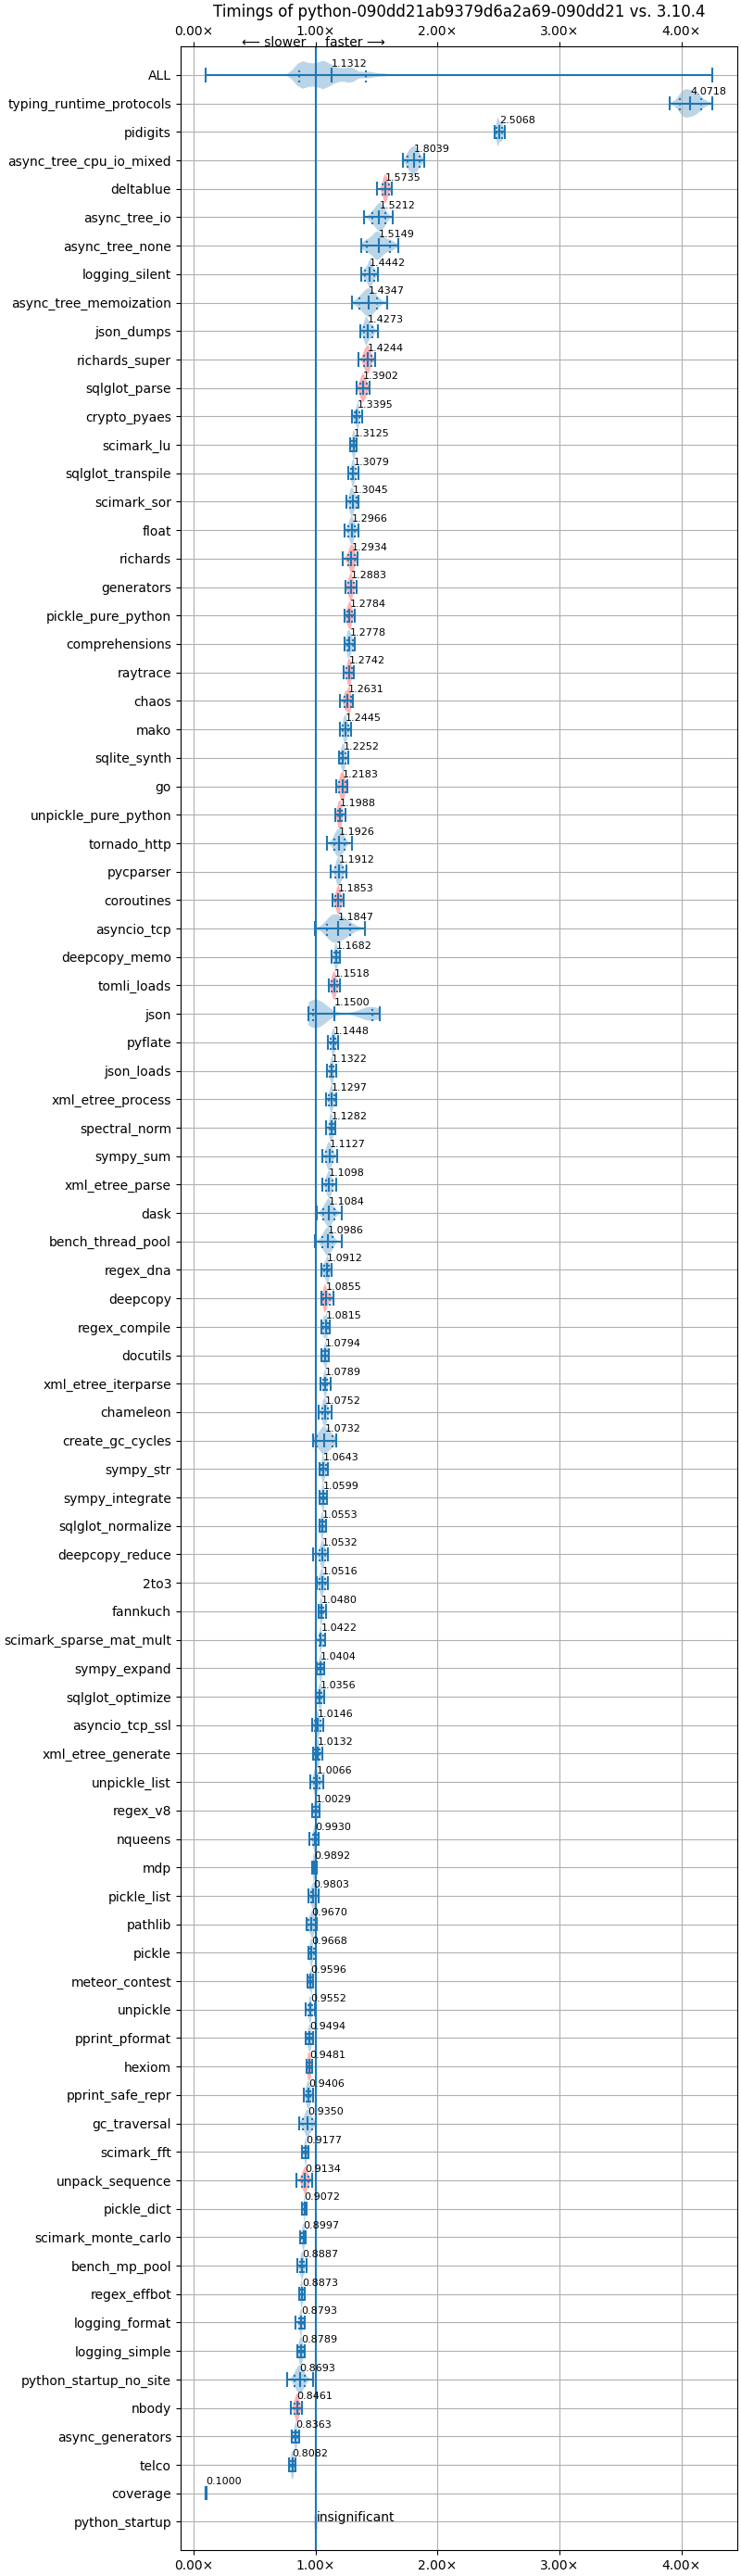 Timings of python-090dd21ab9379d6a2a69-090dd21 vs. 3.10.4
0.00× 1.00× 2.00× 3.00× 4.00×
⟵ slower faster ⟶
ALL 1.1312
typing_runtime_protocols 4.0718
pidigits 2.5068
async_tree_cpu_io_mixed 1.8039
deltablue 1.5735
async_tree_io 1.5212
async_tree_none 1.5149
logging_silent 1.4442
async_tree_memoization 1.4347
json_dumps 1.4273
richards_super 1.4244
sqlglot_parse 1.3902
crypto_pyaes 1.3395
scimark_lu 1.3125
sqlglot_transpile 1.3079
scimark_sor 1.3045
float 1.2966
richards 1.2934
generators 1.2883
pickle_pure_python 1.2784
comprehensions 1.2778
raytrace 1.2742
chaos 1.2631
mako 1.2445
sqlite_synth 1.2252
go 1.2183
unpickle_pure_python 1.1988
tornado_http 1.1926
pycparser 1.1912
coroutines 1.1853
asyncio_tcp 1.1847
deepcopy_memo 1.1682
tomli_loads 1.1518
json 1.1500
pyflate 1.1448
json_loads 1.1322
xml_etree_process 1.1297
spectral_norm 1.1282
sympy_sum 1.1127
xml_etree_parse 1.1098
dask 1.1084
bench_thread_pool 1.0986
regex_dna 1.0912
deepcopy 1.0855
regex_compile 1.0815
docutils 1.0794
xml_etree_iterparse 1.0789
chameleon 1.0752
create_gc_cycles 1.0732
sympy_str 1.0643
sympy_integrate 1.0599
sqlglot_normalize 1.0553
deepcopy_reduce 1.0532
2to3 1.0516
fannkuch 1.0480
scimark_sparse_mat_mult 1.0422
sympy_expand 1.0404
sqlglot_optimize 1.0356
asyncio_tcp_ssl 1.0146
xml_etree_generate 1.0132
unpickle_list 1.0066
regex_v8 1.0029
nqueens 0.9930
mdp 0.9892
pickle_list 0.9803
pathlib 0.9670
pickle 0.9668
meteor_contest 0.9596
unpickle 0.9552
pprint_pformat 0.9494
hexiom 0.9481
pprint_safe_repr 0.9406
gc_traversal 0.9350
scimark_fft 0.9177
unpack_sequence 0.9134
pickle_dict 0.9072
scimark_monte_carlo 0.8997
bench_mp_pool 0.8887
regex_effbot 0.8873
logging_format 0.8793
logging_simple 0.8789
python_startup_no_site 0.8693
nbody 0.8461
async_generators 0.8363
telco 0.8082
coverage 0.1000
python_startup insignificant
0.00× 1.00× 2.00× 3.00× 4.00×